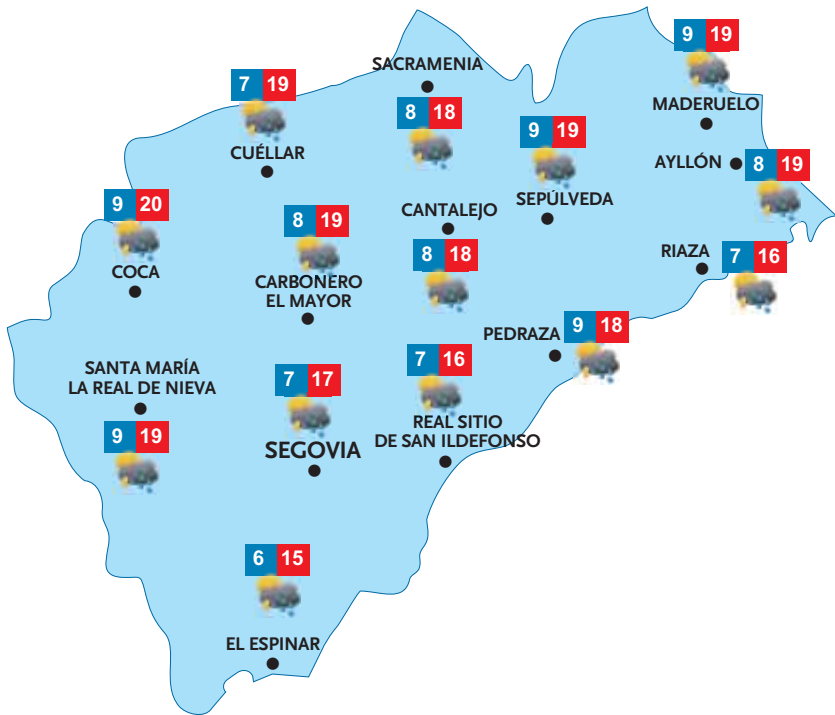 9 19
MADERUELO
SACRAMENIA
8 18
7 19
CUÉLLAR
9 19
SEPÚLVEDA
AYLLÓN
8 19
9 20
COCA
8 19
CARBONERO
EL MAYOR
CANTALEJO
8 18
RIAZA
7 16
PEDRAZA
9 18
SANTA MARÍA
LA REAL DE NIEVA
9 19
7 17
SEGOVIA
7 16
REAL SITIO
DE SAN ILDEFONSO
6 15
EL ESPINAR